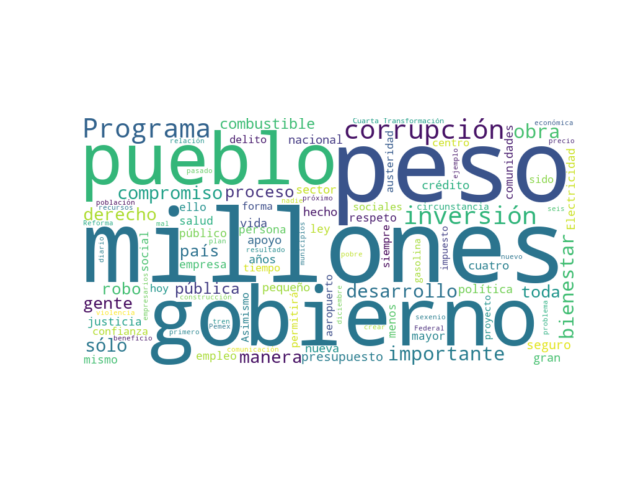 Programa
combustible
Cuarta Transformación
económica
relación
delito
nacional
corrupción
centro
obra
precio
pueblo
peso
pasado
austeridad
ejemplo
comunidades
crédito
sido
Electricidad
compromiso
proceso
sector
próximo
nadie
población
recursos
ello
forma
sociales
circunstancia
seis
derecho
salud
vida
hecho
respeto
inversión
Reforma
mal
público
persona
ley
millones
diario
social
país
plan
apoyo
resultado
municipios
siempre
impuesto
gasolina
nuevo
empresa
años
pobre
cuatro
bienestar
empresarios
tiempo
robo
hoy
pública
pequeño
aeropuerto
diciembre
desarrollo
política
toda
gente
construcción
Asimismo
permitirá
menos
proyecto
problema
violencia
gobierno
tren
Pemex
crear
sexenio
Federal
justicia
confianza
primero
mayor
sólo
beneficio
comunicación
nueva
seguro
mismo
empleo
manera
presupuesto
importante
gran